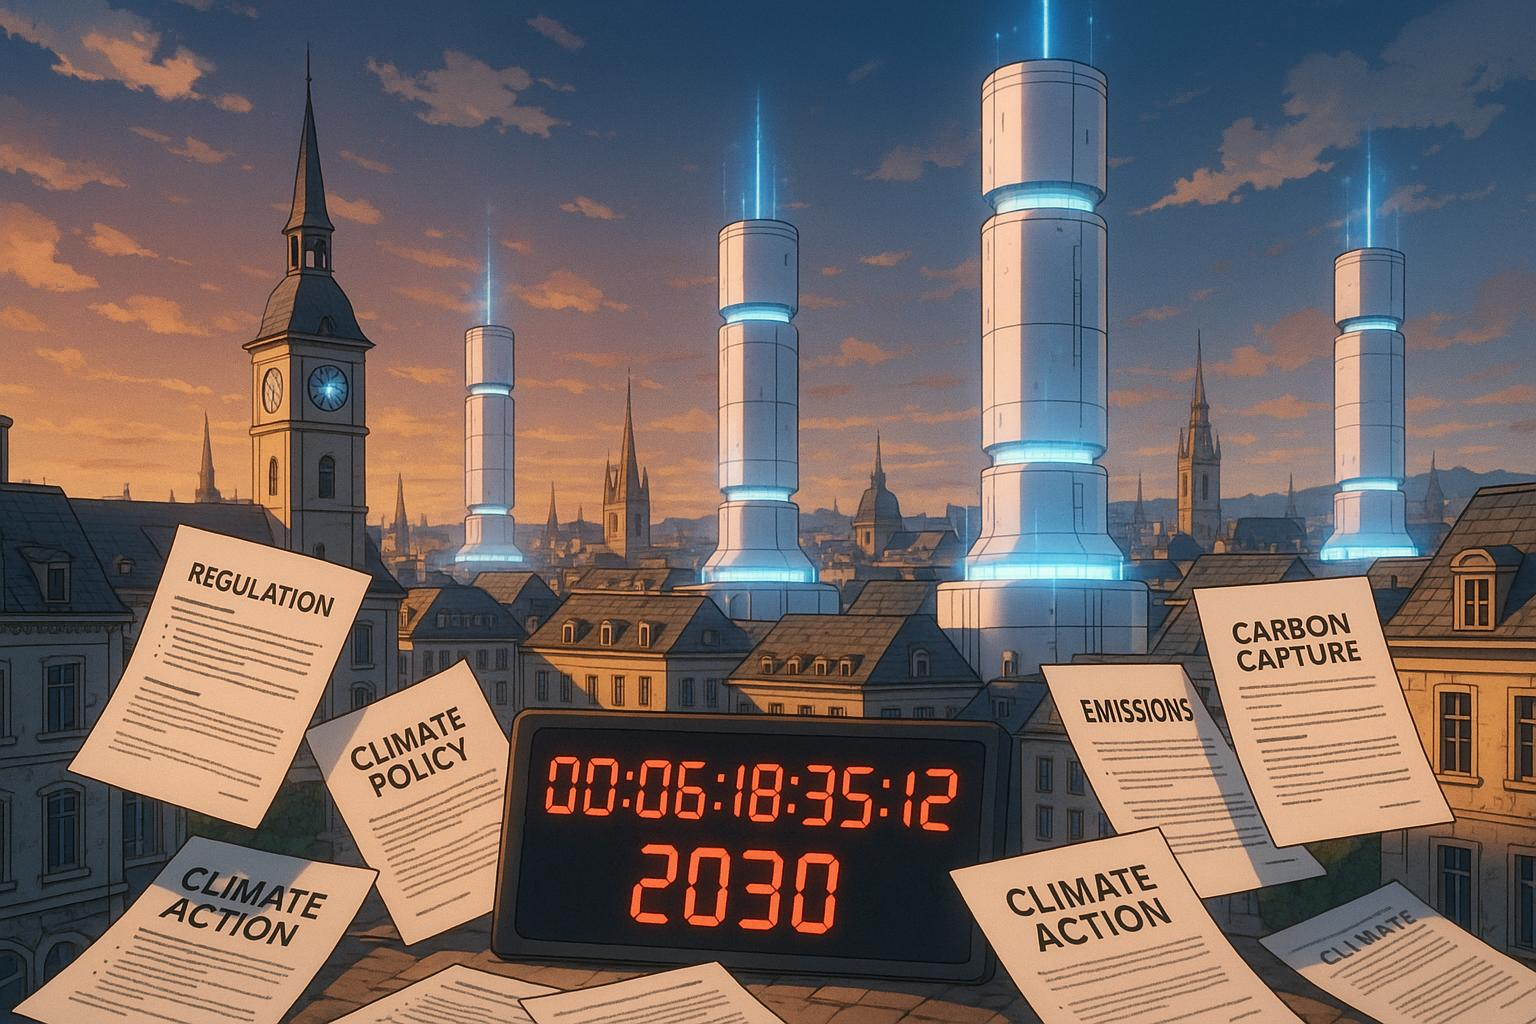 REGULATION
CLIMATE
POLICY
CLIMATE
ACTION
00:06:18:35:12
2030
EMISSIONS
CARBON
CAPTURE
CLIMATE
ACTION
CLIMATE